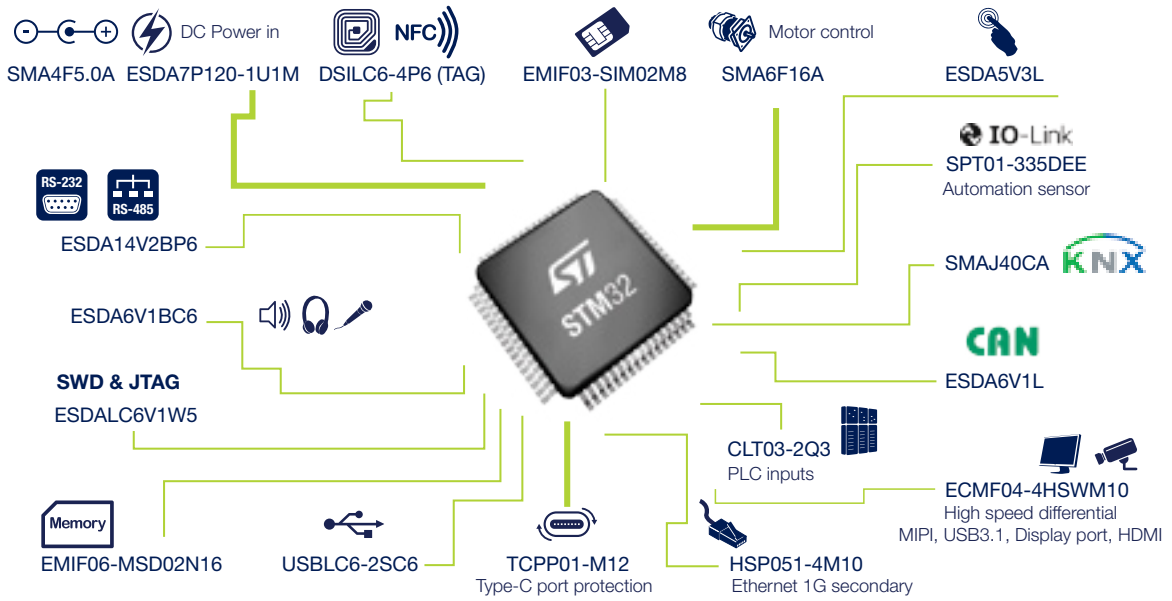 DC Power in
NFC
Motor control
SMA4F5.0A
ESDA7P120-1U1M
DSILC6-4P6 (TAG)
EMIF03-SIM02M8
SMA6F16A
ESDA5V3L
IO-Link
SPT01-335DEE
Automation sensor
RS-232
RS-485
ESDA14V2BP6
SMAJ40CA
KNX
ST
STM32
ESDA6V1BC6
CAN
ESDA6V1L
SWD & JTAG
ESDALC6V1W5
CLT03-2Q3
PLC inputs
ECMF04-4HSWM10
High speed differential
MIPI, USB3.1, Display port, HDMI
Memory
EMIF06-MSD02N16
USBLC6-2SC6
TCPP01-M12
Type-C port protection
HSP051-4M10
Ethernet 1G secondary